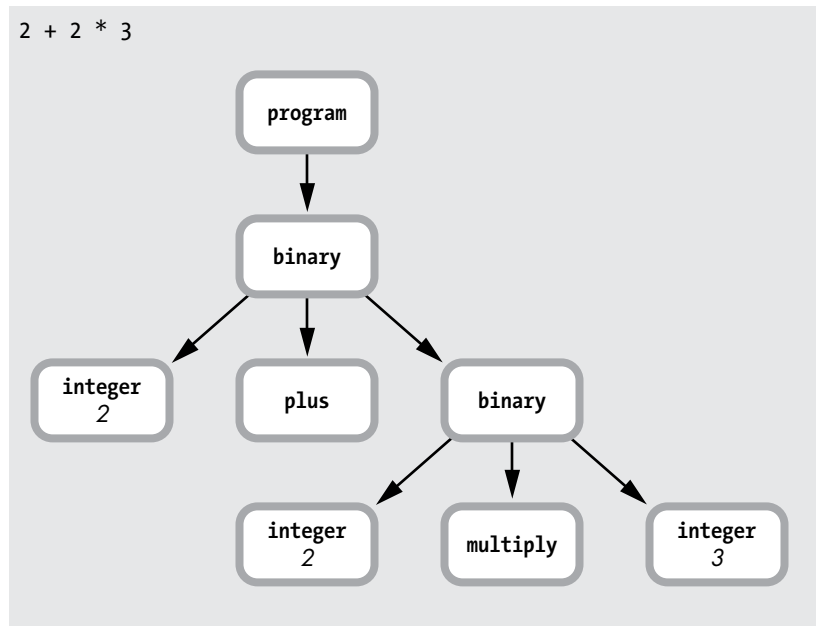 2 + 2 * 3
program
binary
integer
2
plus
binary
integer
2
multiply
integer
3